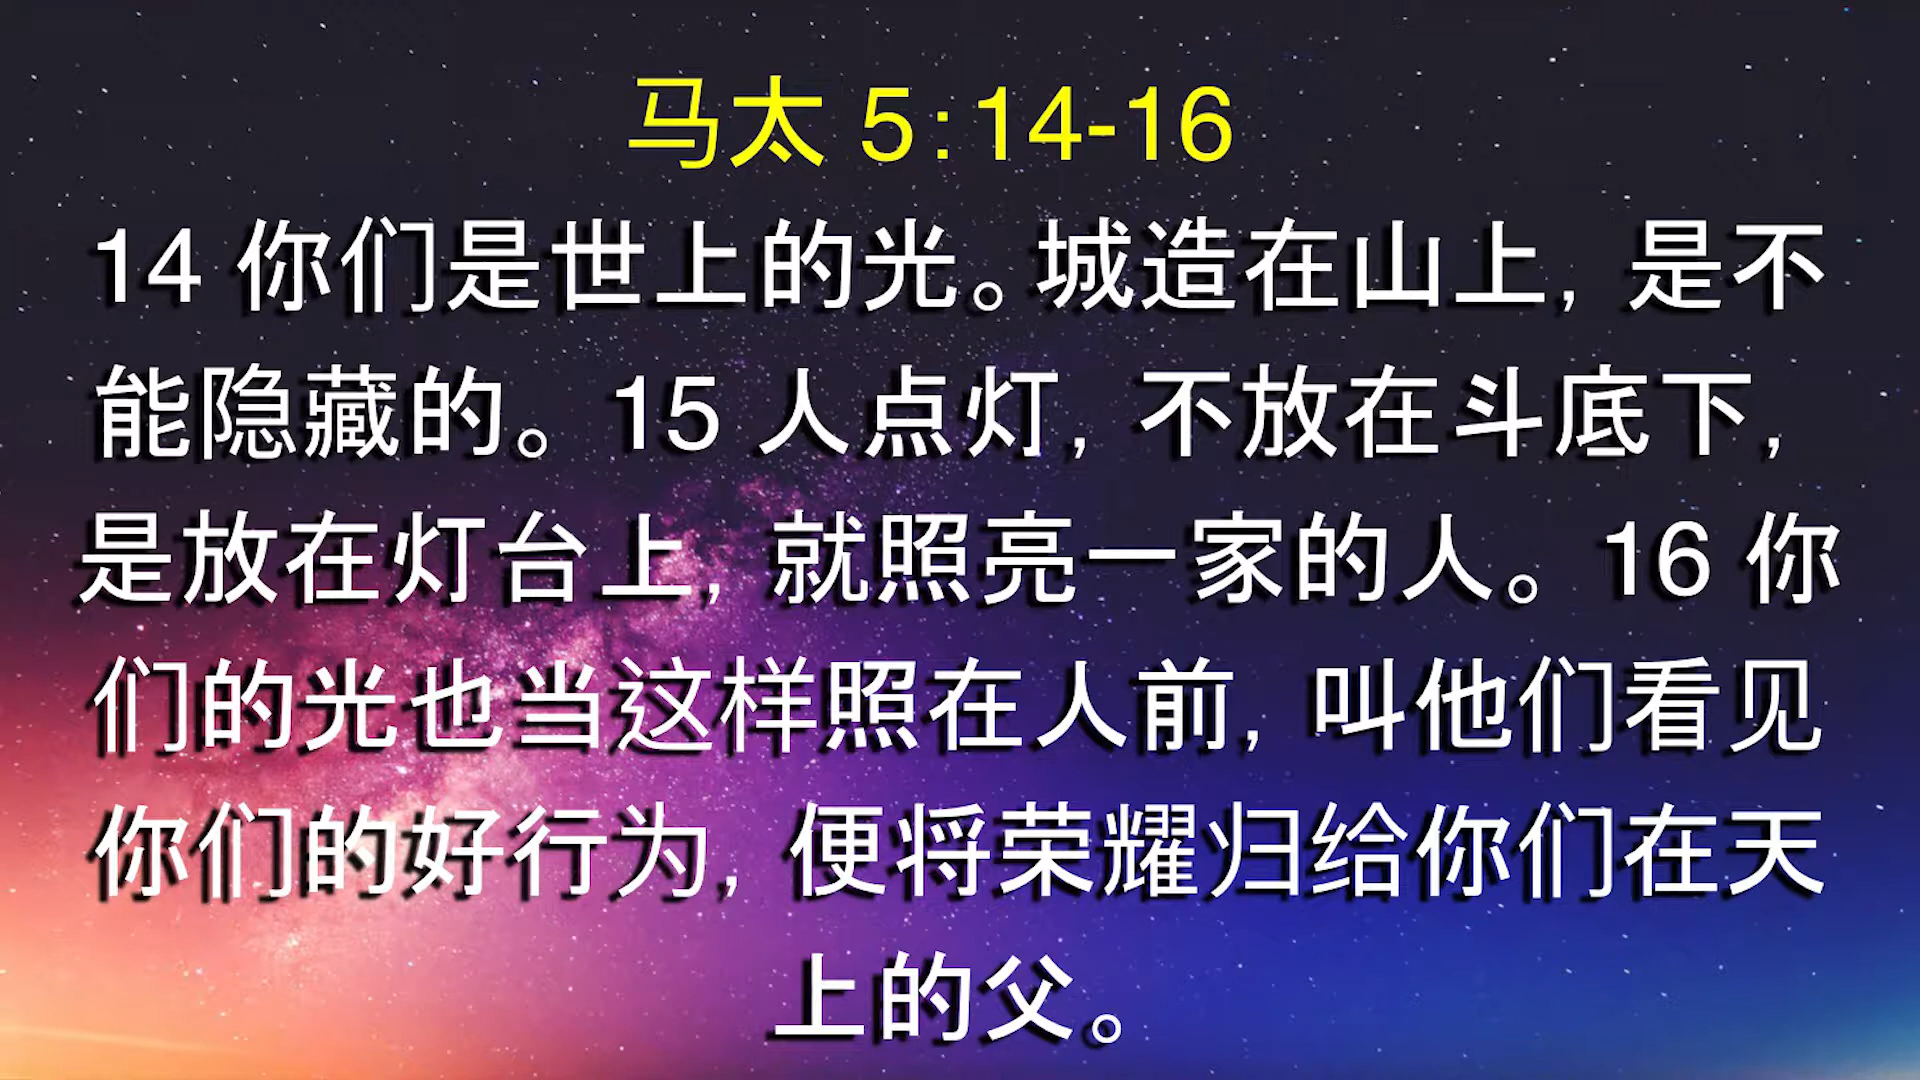 马太 5:14-16
14 你们是世上的光。城造在山上, 是不
能隐藏的。 15 人点灯, 不放在斗底下,
是放在灯台上, 就照亮一家的人。 16 你
们的光也当这样照在人前, 叫他们看见
你们的好行为, 便将荣耀归给你们在天
上的父。